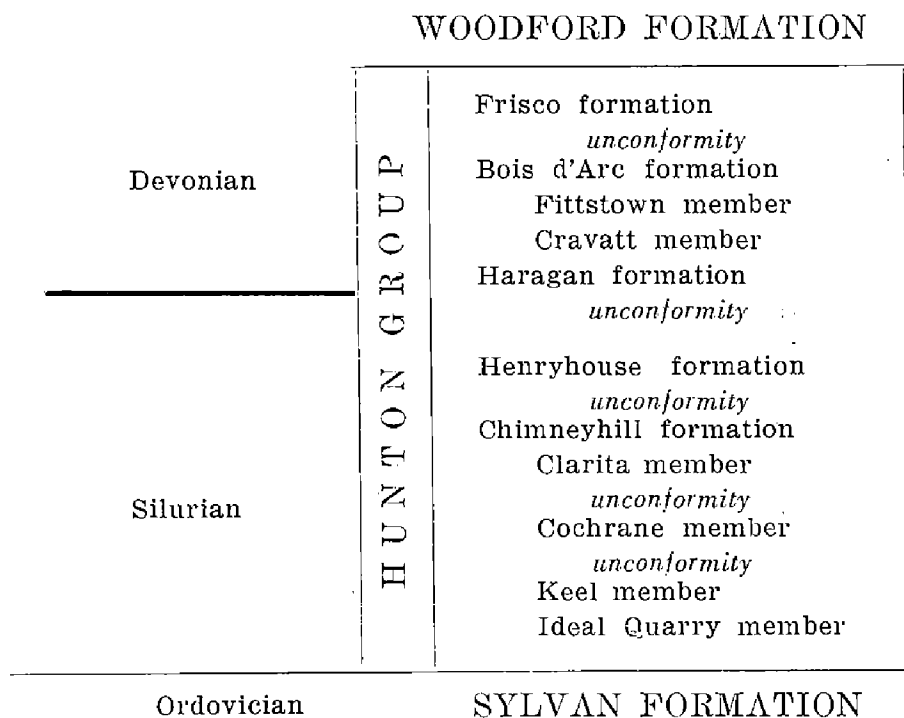 WOODFORD FORMATION
Devonian
Silurian
HUNTON GROUP
Frisco formation
unconformity
Bois d'Arc formation
Fittstown member
Cravatt member
Haragan formation
unconformity
Henryhouse formation
unconformity
Chimneyhill formation
Clarita member
unconformity
Cochrane member
unconformity
Keel member
Ideal Quarry member
Ordovician
SYLVAN FORMATION